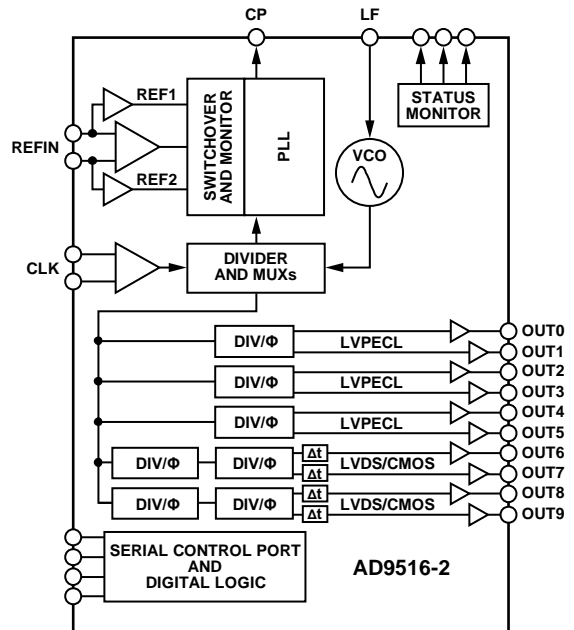 CP
LF
REF1
REFIN
REF2
SWITCHOVER
AND MONITOR
PLL
VCO
STATUS
MONITOR
CLK
DIVIDER
AND MUXs
DIV/Φ
LVPECL
OUT0
OUT1
DIV/Φ
LVPECL
OUT2
OUT3
DIV/Φ
LVPECL
OUT4
OUT5
DIV/Φ
DIV/Φ
Δt
Δt
LVDS/CMOS
OUT6
OUT7
DIV/Φ
DIV/Φ
Δt
Δt
LVDS/CMOS
OUT8
OUT9
SERIAL CONTROL PORT
AND
DIGITAL LOGIC
AD9516-2